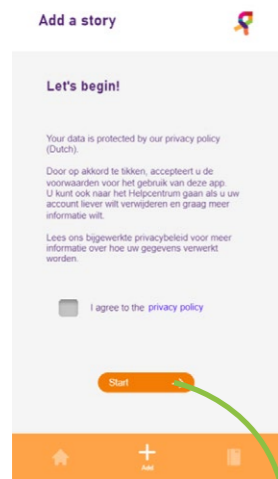 Add a story
Let's begin!
Your data is protected by our privacy policy
(Dutch).
Door op akkord te tikken, accepteert u de
voorwaarden voor het gebruik van deze app.
U kunt ook naar het Helpcentrum gaan als u uw
account liever wilt verwijderen en graag meer
informatie wilt.
Lees ons bijgewerkte privacybeleid voor meer
informatie over hoe uw gegevens verwerkt
worden.
I agree to the privacy policy
Start
Add